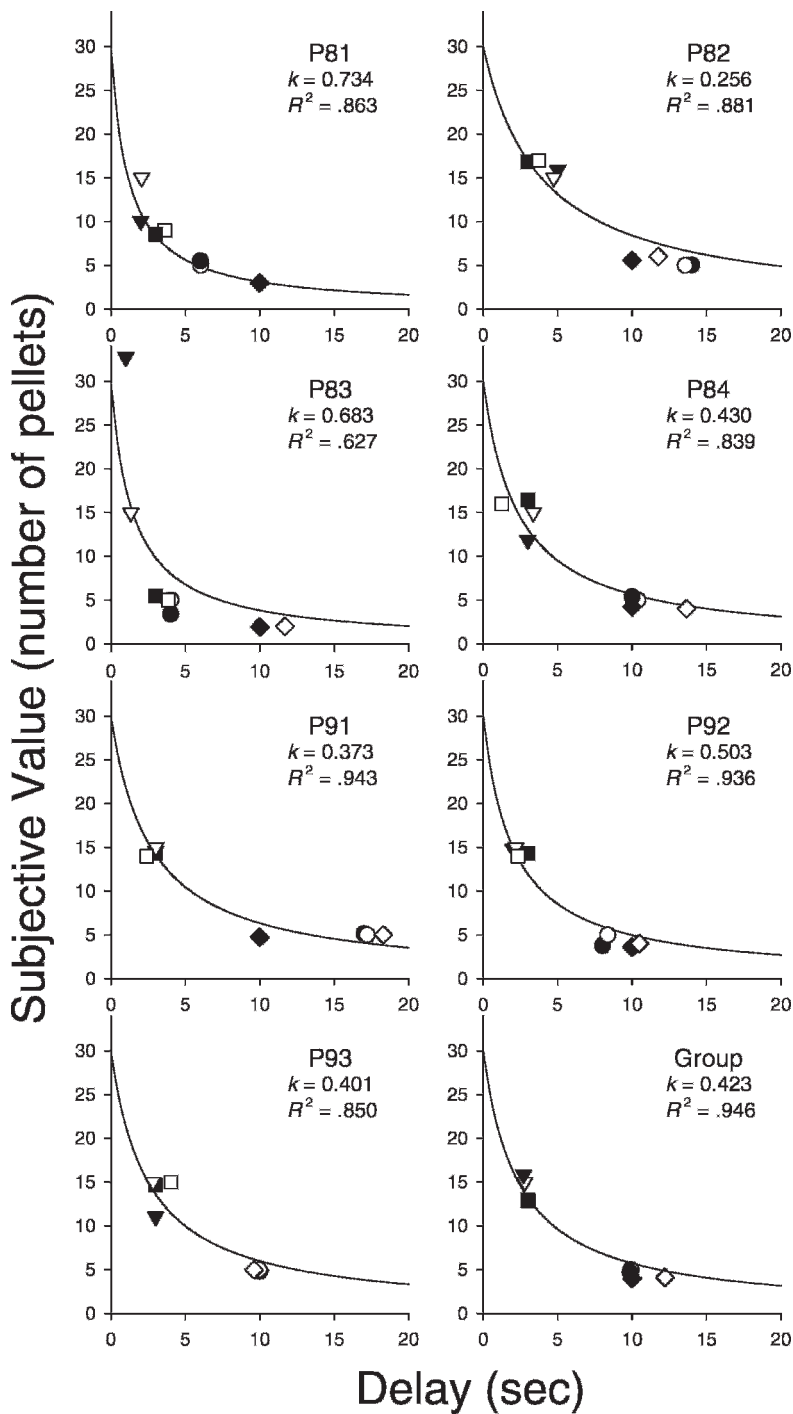 Subjective Value (number of pellets)
P81
k = 0.734
R² = .863
30
25
20
15
10
5
0
0 5 10 15 20
P82
k = 0.256
R² = .881
30
25
20
15
10
5
0
0 5 10 15 20
P83
k = 0.683
R² = .627
30
25
20
15
10
5
0
0 5 10 15 20
P84
k = 0.430
R² = .839
30
25
20
15
10
5
0
0 5 10 15 20
P91
k = 0.373
R² = .943
30
25
20
15
10
5
0
0 5 10 15 20
P92
k = 0.503
R² = .936
30
25
20
15
10
5
0
0 5 10 15 20
P93
k = 0.401
R² = .850
30
25
20
15
10
5
0
0 5 10 15 20
Group
k = 0.423
R² = .946
30
25
20
15
10
5
0
0 5 10 15 20
Delay (sec)